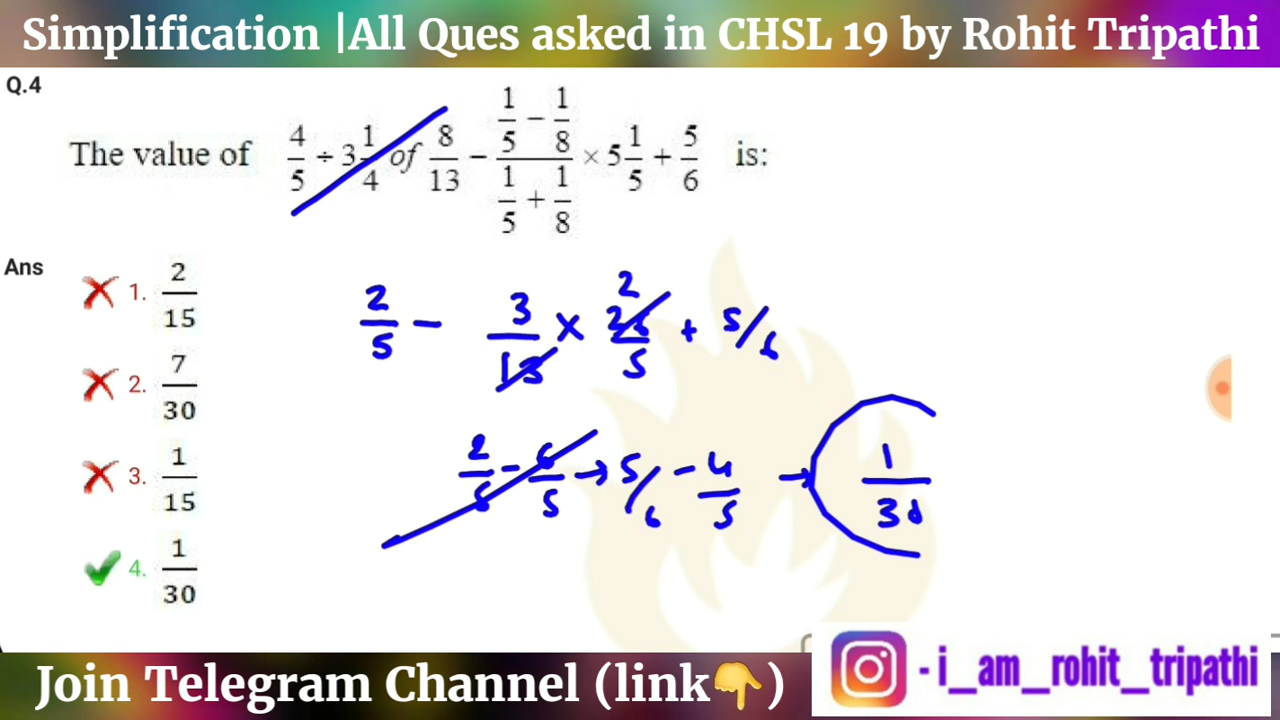 Simplification |All Ques asked in CHSL 19 by Rohit Tripathi
Q.4
The value of 4/5 ÷ 3 1/4 of 8/13 − (1/5 − 1/8)/(1/5 + 1/8) × 5 1/5 + 5/6 is:
Ans
1. 2/15
2. 7/30
3. 1/15
4. 1/30
2/5 − 3/13 × 26/5 + 5/6
2
2/5 − 6/5 → 5/6 − 4/5 → 1/30
Join Telegram Channel (link👇)
- i_am_rohit_tripathi